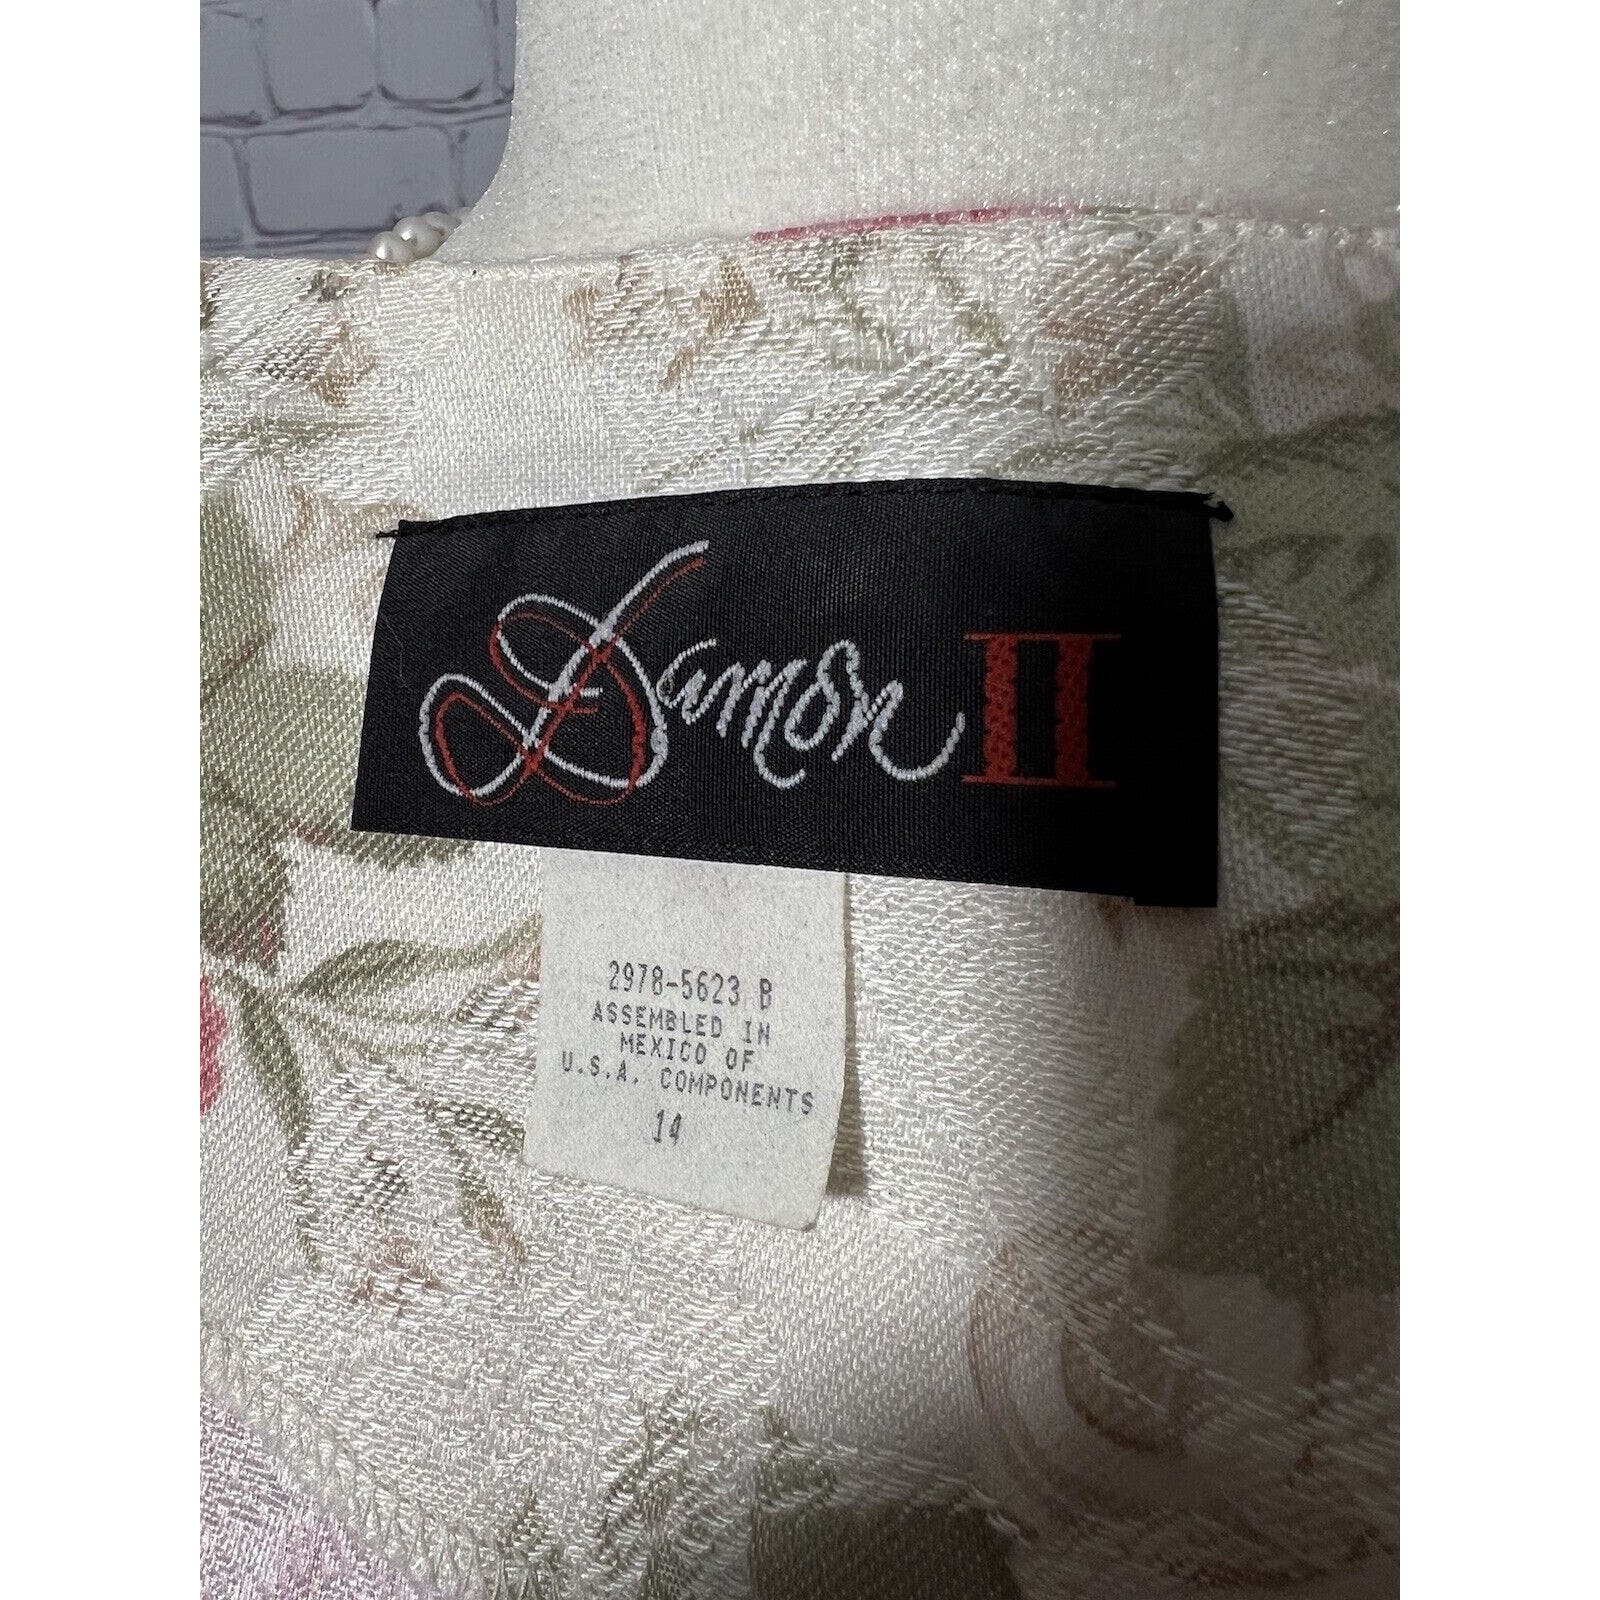 Damon II
2978-5623 B
ASSEMBLED IN
MEXICO OF
U.S.A. COMPONENTS
14